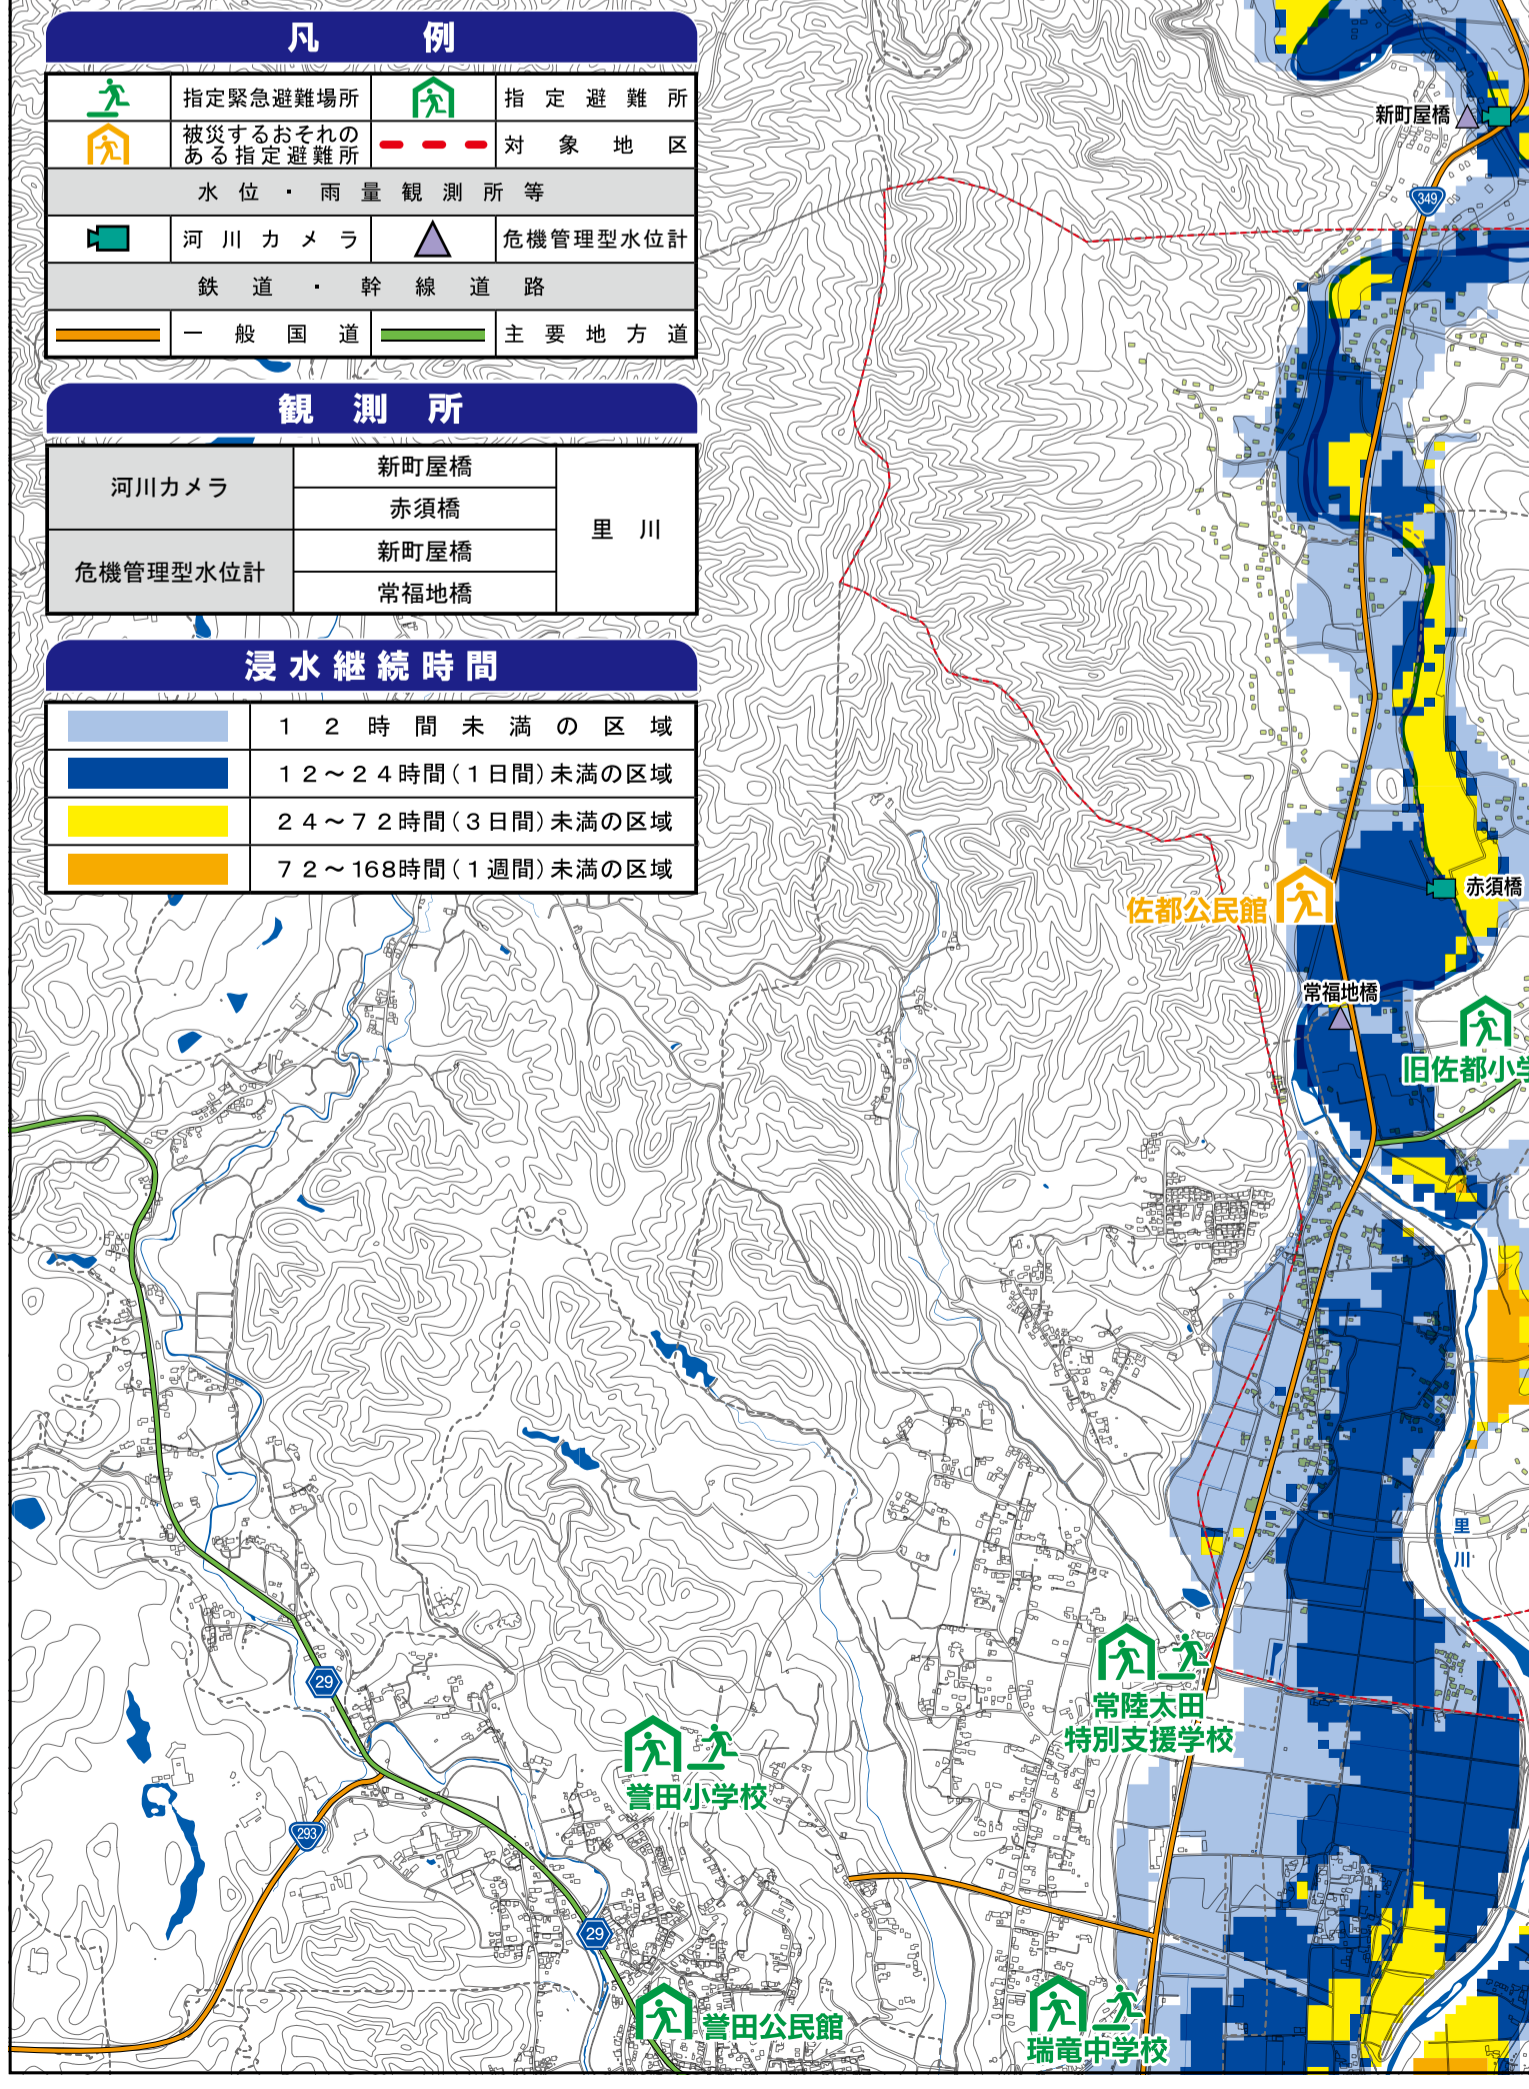 凡例
指定緊急避難場所
指定避難所
被災するおそれの
ある指定避難所
対象地区
水位・雨量観測所等
河川カメラ
危機管理型水位計
鉄道・幹線道路
一般国道
主要地方道
観測所
河川カメラ
新町屋橋
赤須橋
里川
危機管理型水位計
新町屋橋
常福地橋
浸水継続時間
12時間未満の区域
12～24時間(1日間)未満の区域
24～72時間(3日間)未満の区域
72～168時間(1週間)未満の区域
新町屋橋
349
佐都公民館
赤須橋
常福地橋
旧佐都小学
里川
29
常陸太田
特別支援学校
誉田小学校
293
29
誉田公民館
瑞竜中学校